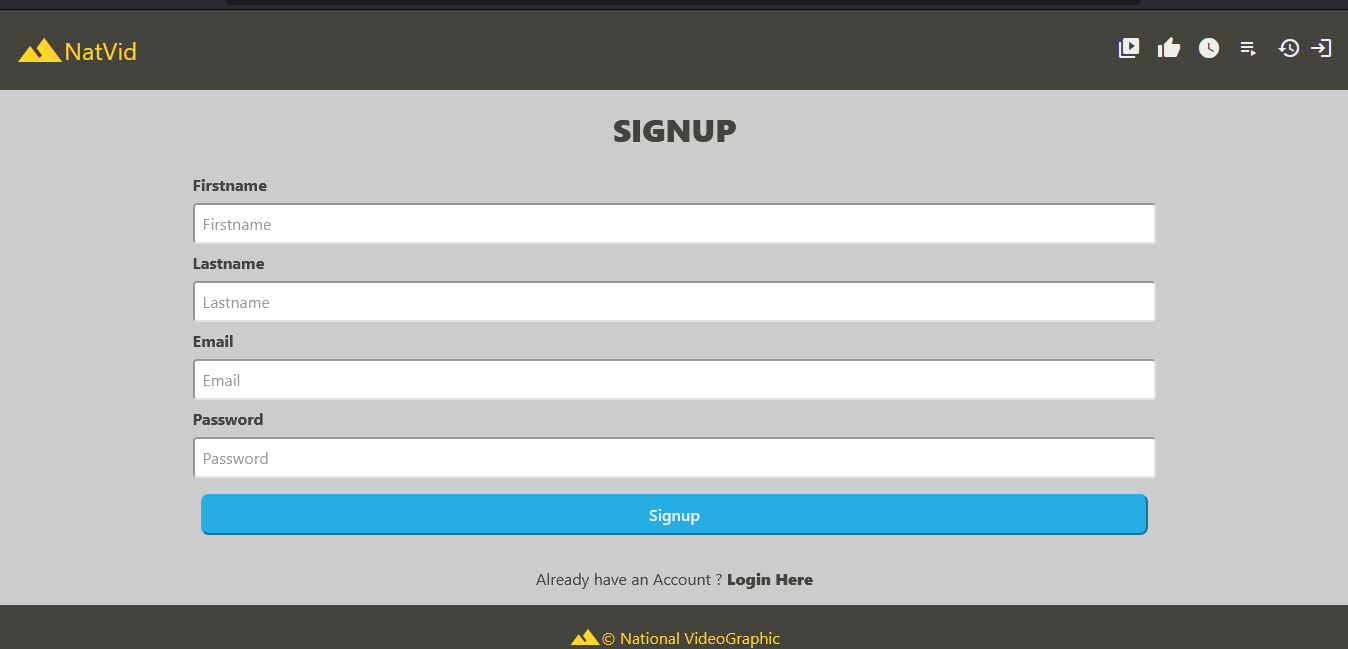 NatVid
SIGNUP
Firstname
Firstname
Lastname
Lastname
Email
Email
Password
Password
Signup
Already have an Account ? Login Here
© National VideoGraphic